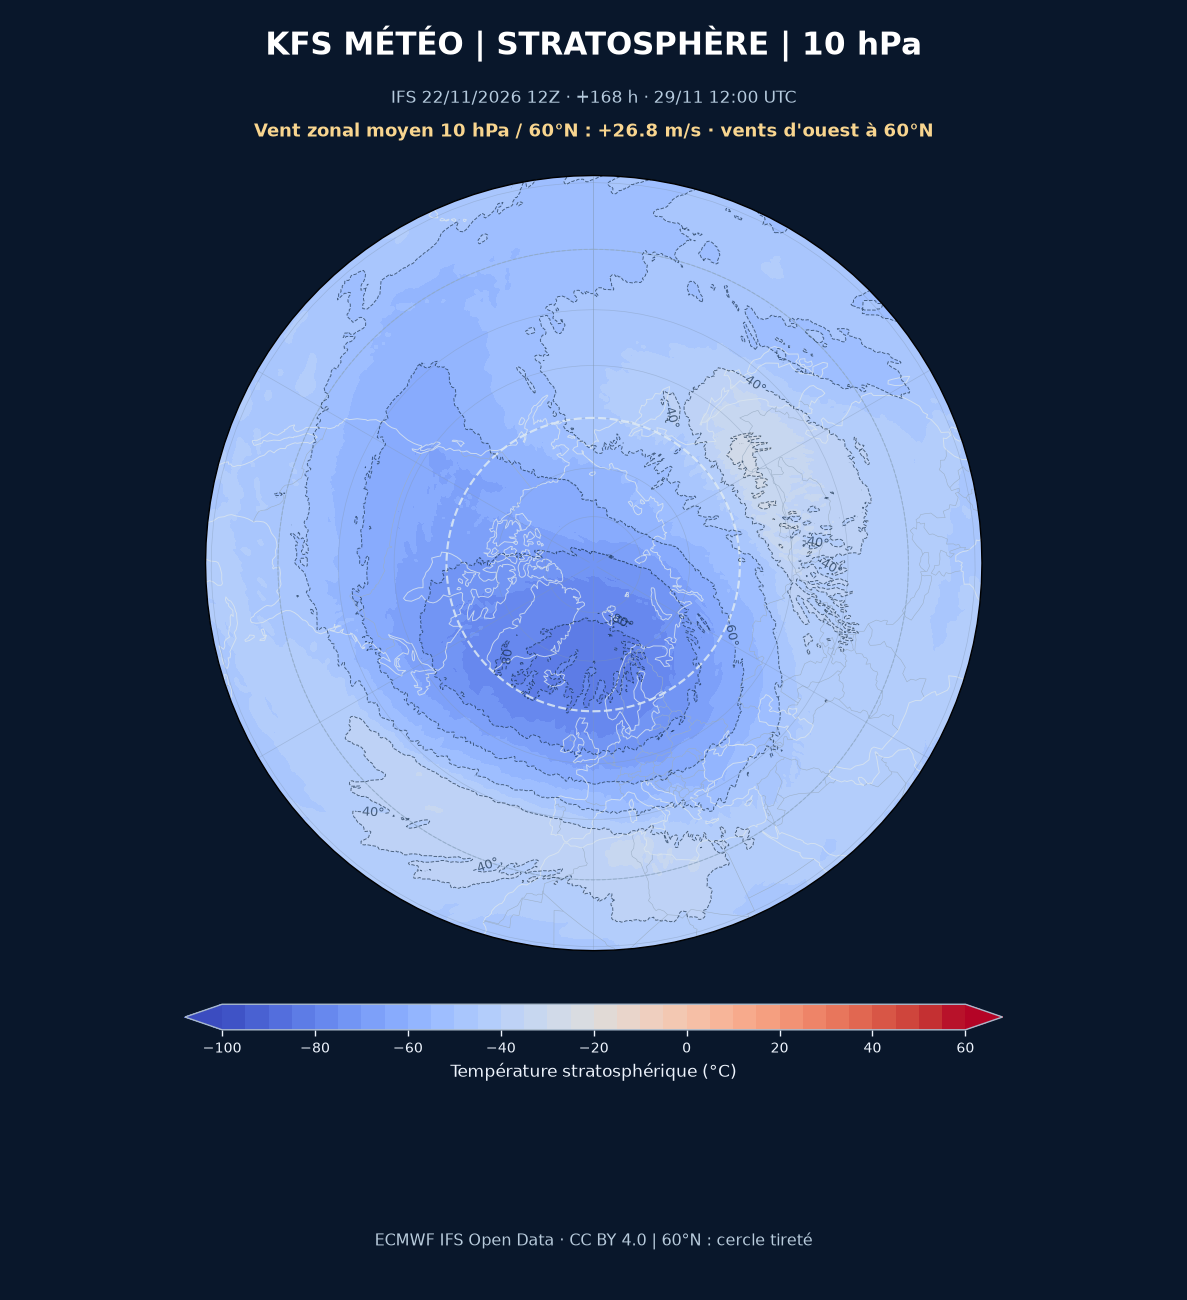 KFS MÉTÉO | STRATOSPHÈRE | 10 hPa
IFS 22/11/2026 12Z · +168 h · 29/11 12:00 UTC
Vent zonal moyen 10 hPa / 60°N : +26.8 m/s · vents d'ouest à 60°N
40°
40°
40°
40°
60°
80°
80°
40°
40°
−100 −80 −60 −40 −20 0 20 40 60
Température stratosphérique (°C)
ECMWF IFS Open Data · CC BY 4.0 | 60°N : cercle tireté